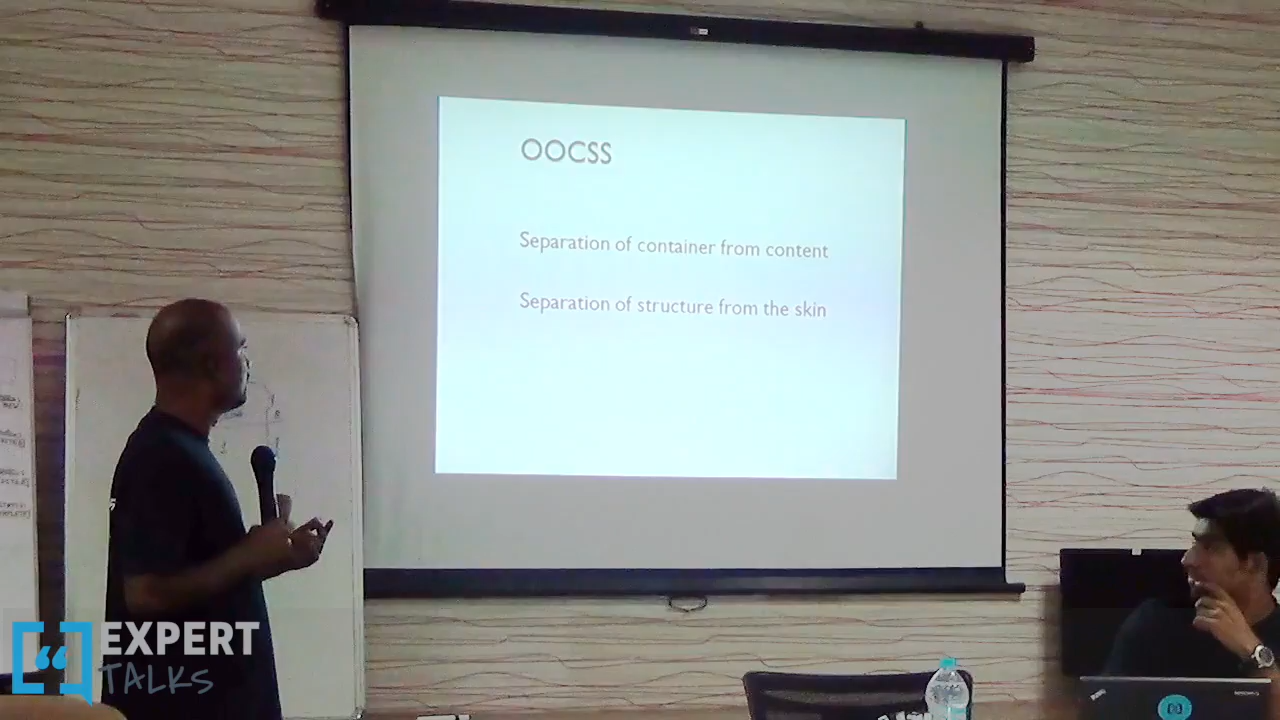 OOCSS
Separation of container from content
Separation of structure from the skin
EXPERT
TALKS